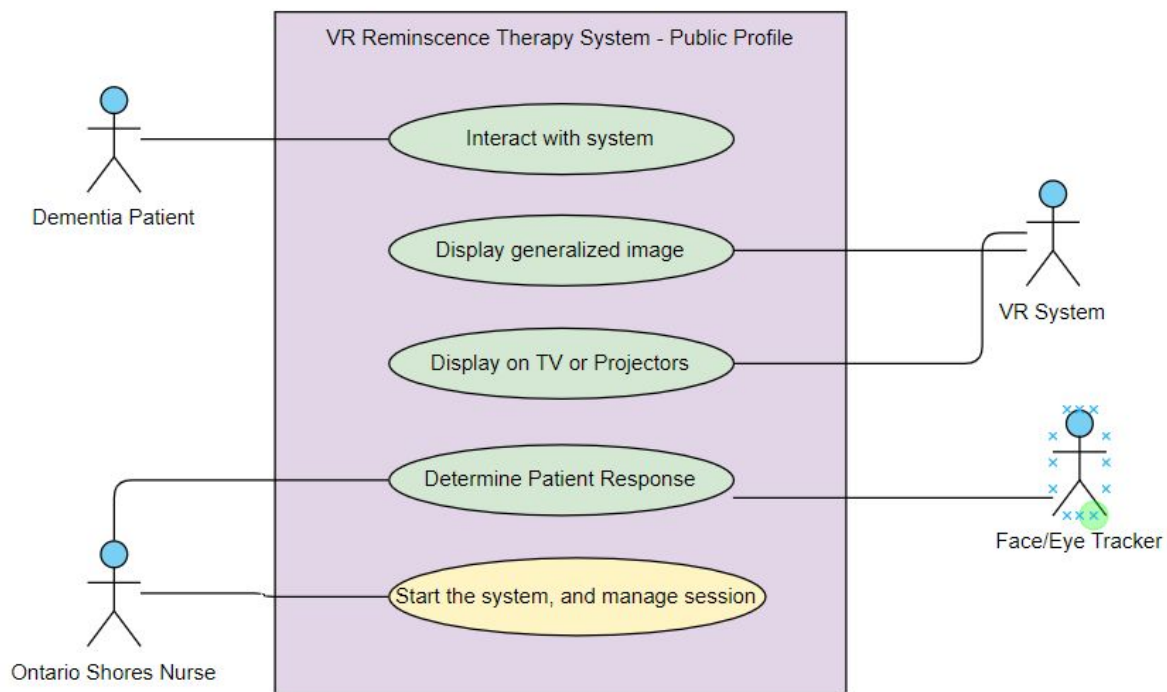 VR Reminscence Therapy System - Public Profile
Interact with system
Dementia Patient
Display generalized image
VR System
Display on TV or Projectors
Determine Patient Response
Face/Eye Tracker
Start the system, and manage session
Ontario Shores Nurse